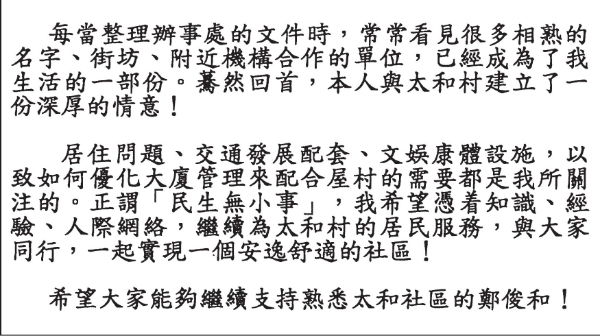 每當整理辦事處的文件時，常常看見很多相熟的
名字、街坊、附近機構合作的單位，已經成為了我
生活的一部份。驀然回首，本人與太和村建立了一
份深厚的情意！
居住問題、交通發展配套、文娛康體設施，以
致如何優化大廈管理來配合屋村的需要都是我所關
注的。正謂「民生無小事」，我希望憑着知識、經
驗、人際網絡，繼續為太和村的居民服務，與大家
同行，一起實現一個安逸舒適的社區！
希望大家能夠繼續支持熟悉太和社區的鄭俊和！